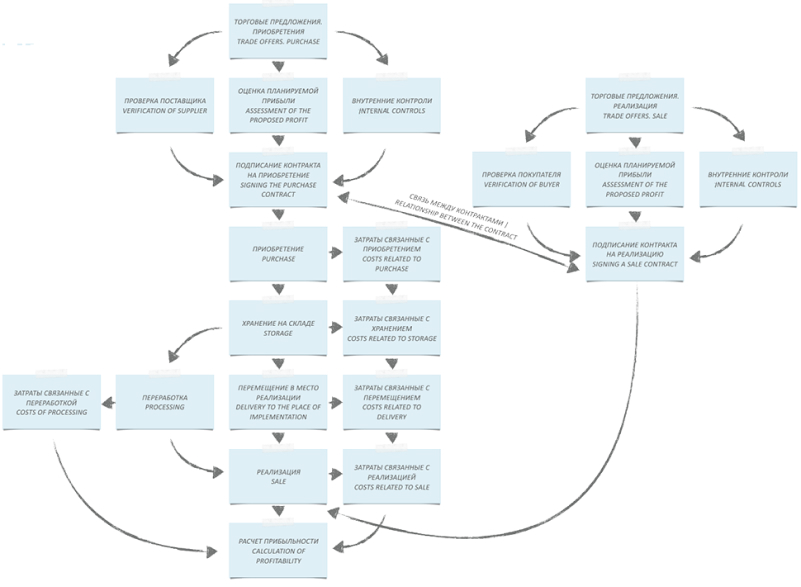 ТОРГОВЫЕ ПРЕДЛОЖЕНИЯ.
ПРИОБРЕТЕНИЯ
TRADE OFFERS. PURCHASE
ПРОВЕРКА ПОСТАВЩИКА
VERIFICATION OF SUPPLIER
ОЦЕНКА ПЛАНИРУЕМОЙ
ПРИБЫЛИ
ASSESSMENT OF THE
PROPOSED PROFIT
ВНУТРЕННИЕ КОНТРОЛИ
INTERNAL CONTROLS
ТОРГОВЫЕ ПРЕДЛОЖЕНИЯ.
РЕАЛИЗАЦИЯ
TRADE OFFERS. SALE
ПОДПИСАНИЕ КОНТРАКТА
НА ПРИОБРЕТЕНИЕ
SIGNING THE PURCHASE
CONTRACT
ПРОВЕРКА ПОКУПАТЕЛЯ
VERIFICATION OF BUYER
ОЦЕНКА ПЛАНИРУЕМОЙ
ПРИБЫЛИ
ASSESSMENT OF THE
PROPOSED PROFIT
ВНУТРЕННИЕ КОНТРОЛИ
INTERNAL CONTROLS
СВЯЗЬ МЕЖДУ КОНТРАКТАМИ |
RELATIONSHIP BETWEEN THE CONTRACT
ПРИОБРЕТЕНИЕ
PURCHASE
ЗАТРАТЫ СВЯЗАННЫЕ С
ПРИОБРЕТЕНИЕМ
COSTS RELATED TO
PURCHASE
ПОДПИСАНИЕ КОНТРАКТА
НА РЕАЛИЗАЦИЮ
SIGNING A SALE CONTRACT
ХРАНЕНИЕ НА СКЛАДЕ
STORAGE
ЗАТРАТЫ СВЯЗАННЫЕ С
ХРАНЕНИЕМ
COSTS RELATED TO STORAGE
ЗАТРАТЫ СВЯЗАННЫЕ С
ПЕРЕРАБОТКОЙ
COSTS OF PROCESSING
ПЕРЕРАБОТКА
PROCESSING
ПЕРЕМЕЩЕНИЕ В МЕСТО
РЕАЛИЗАЦИИ
DELIVERY TO THE PLACE OF
IMPLEMENTATION
ЗАТРАТЫ СВЯЗАННЫЕ С
ПЕРЕМЕЩЕНИЕМ
COSTS RELATED TO
DELIVERY
РЕАЛИЗАЦИЯ
SALE
ЗАТРАТЫ СВЯЗАННЫЕ С
РЕАЛИЗАЦИЕЙ
COSTS RELATED TO SALE
РАСЧЕТ ПРИБЫЛЬНОСТИ
CALCULATION OF
PROFITABILITY